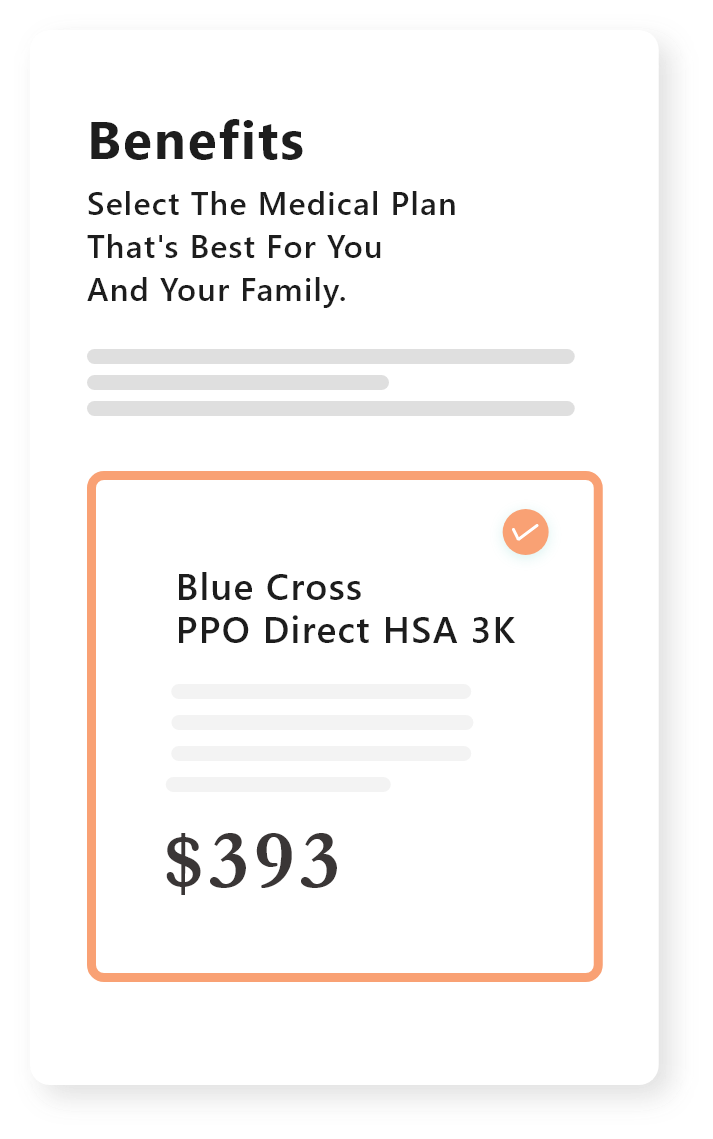 Benefits
Select The Medical Plan
That's Best For You
And Your Family.
Blue Cross
PPO Direct HSA 3K
$393